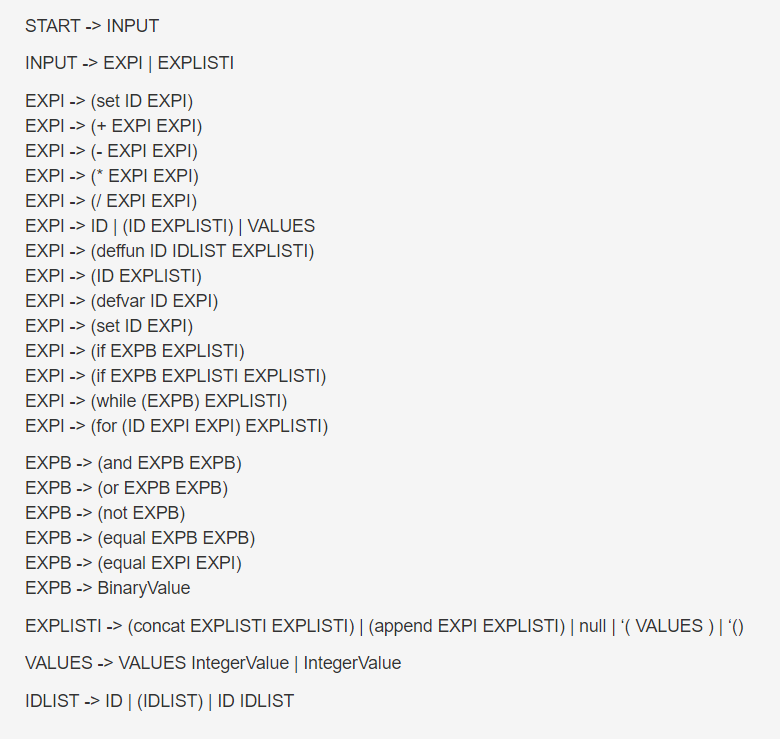 START -> INPUT
INPUT -> EXPI | EXPLISTI
EXPI -> (set ID EXPI)
EXPI -> (+ EXPI EXPI)
EXPI -> (- EXPI EXPI)
EXPI -> (* EXPI EXPI)
EXPI -> (/ EXPI EXPI)
EXPI -> ID | (ID EXPLISTI) | VALUES
EXPI -> (deffun ID IDLIST EXPLISTI)
EXPI -> (ID EXPLISTI)
EXPI -> (defvar ID EXPI)
EXPI -> (set ID EXPI)
EXPI -> (if EXPB EXPLISTI)
EXPI -> (if EXPB EXPLISTI EXPLISTI)
EXPI -> (while (EXPB) EXPLISTI)
EXPI -> (for (ID EXPI EXPI) EXPLISTI)
EXPB -> (and EXPB EXPB)
EXPB -> (or EXPB EXPB)
EXPB -> (not EXPB)
EXPB -> (equal EXPB EXPB)
EXPB -> (equal EXPI EXPI)
EXPB -> BinaryValue
EXPLISTI -> (concat EXPLISTI EXPLISTI) | (append EXPI EXPLISTI) | null | ‘( VALUES ) | ‘()
VALUES -> VALUES IntegerValue | IntegerValue
IDLIST -> ID | (IDLIST) | ID IDLIST